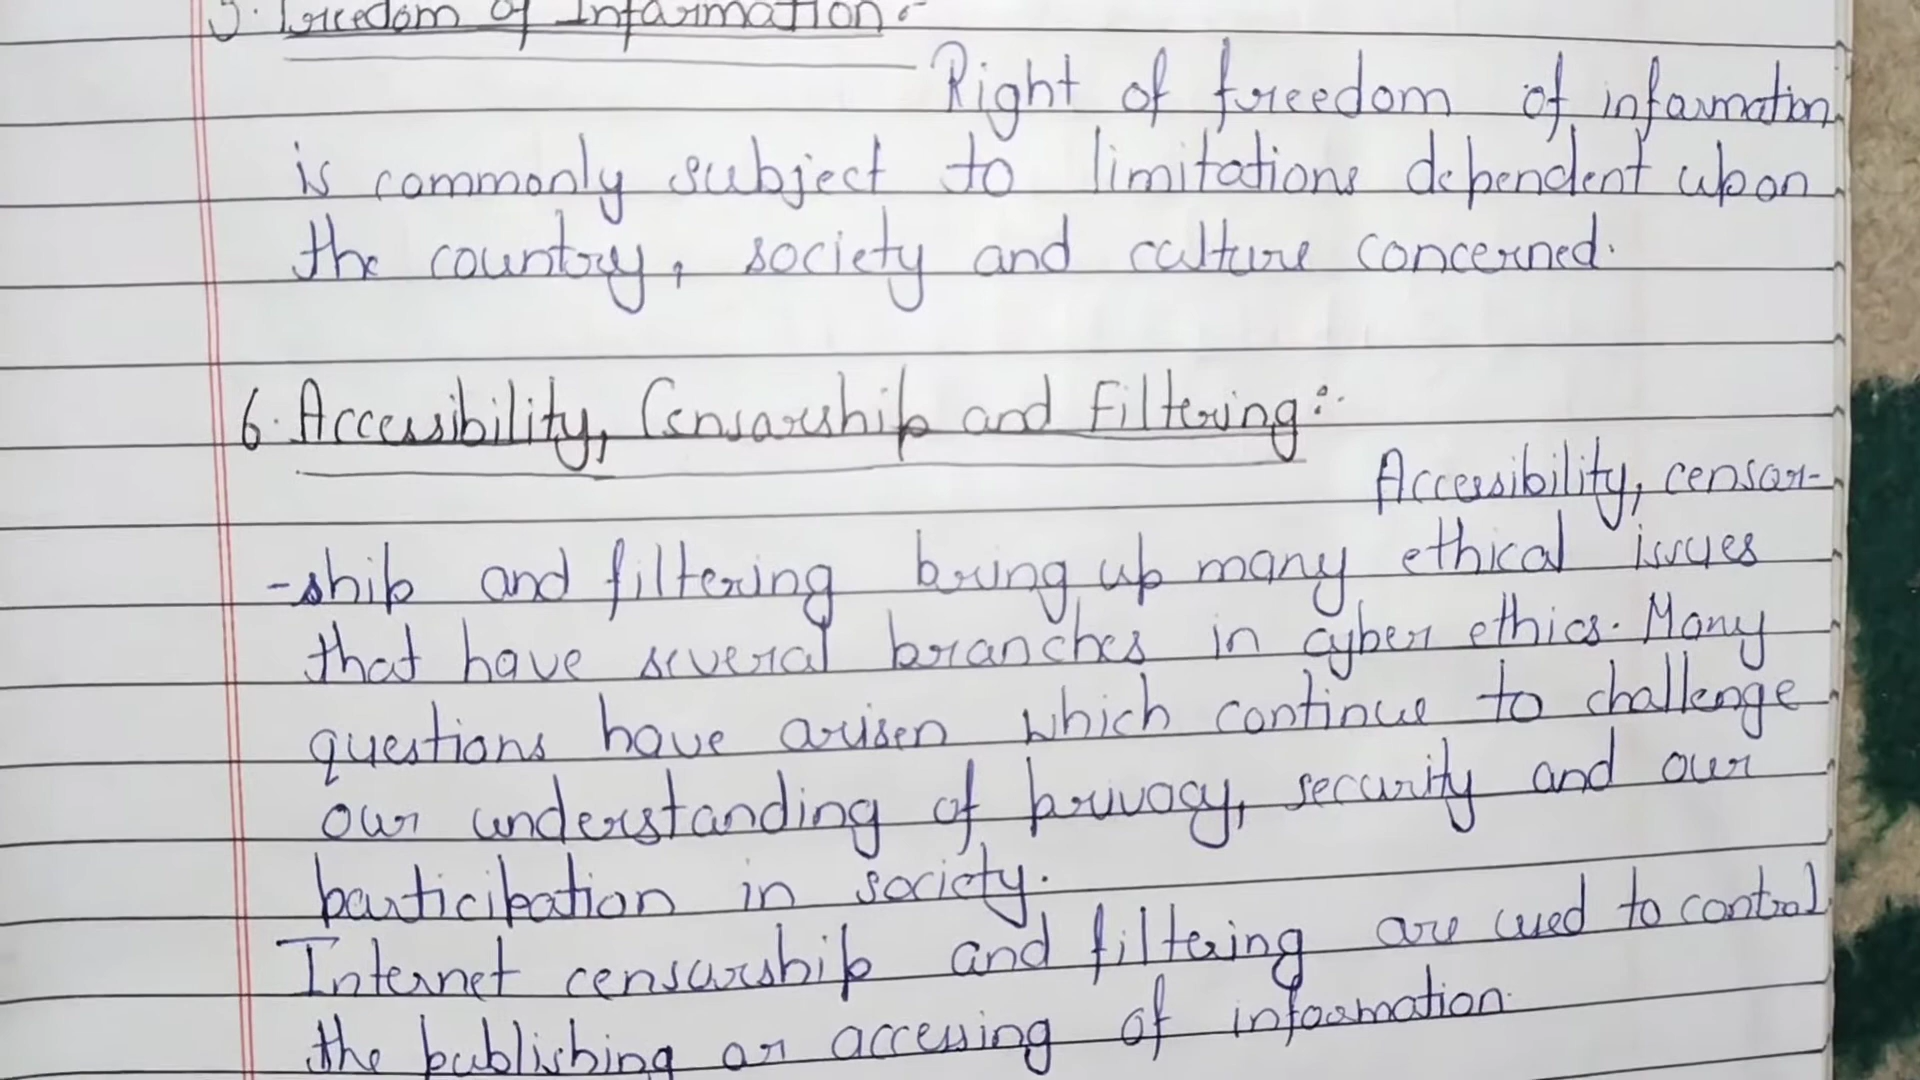 5. Freedom of Information:-
Right of freedom of information
is commonly subject to limitations dependent upon
the country, society and culture concerned.
6. Accessibility, Censorship and Filtering:-
Accessibility, censor-
-ship and filtering bring up many ethical issues
that have several branches in cyber ethics. Many
questions have arisen which continue to challenge
our understanding of privacy, security and our
participation in society.
Internet censorship and filtering are used to control
the publishing or accessing of information.